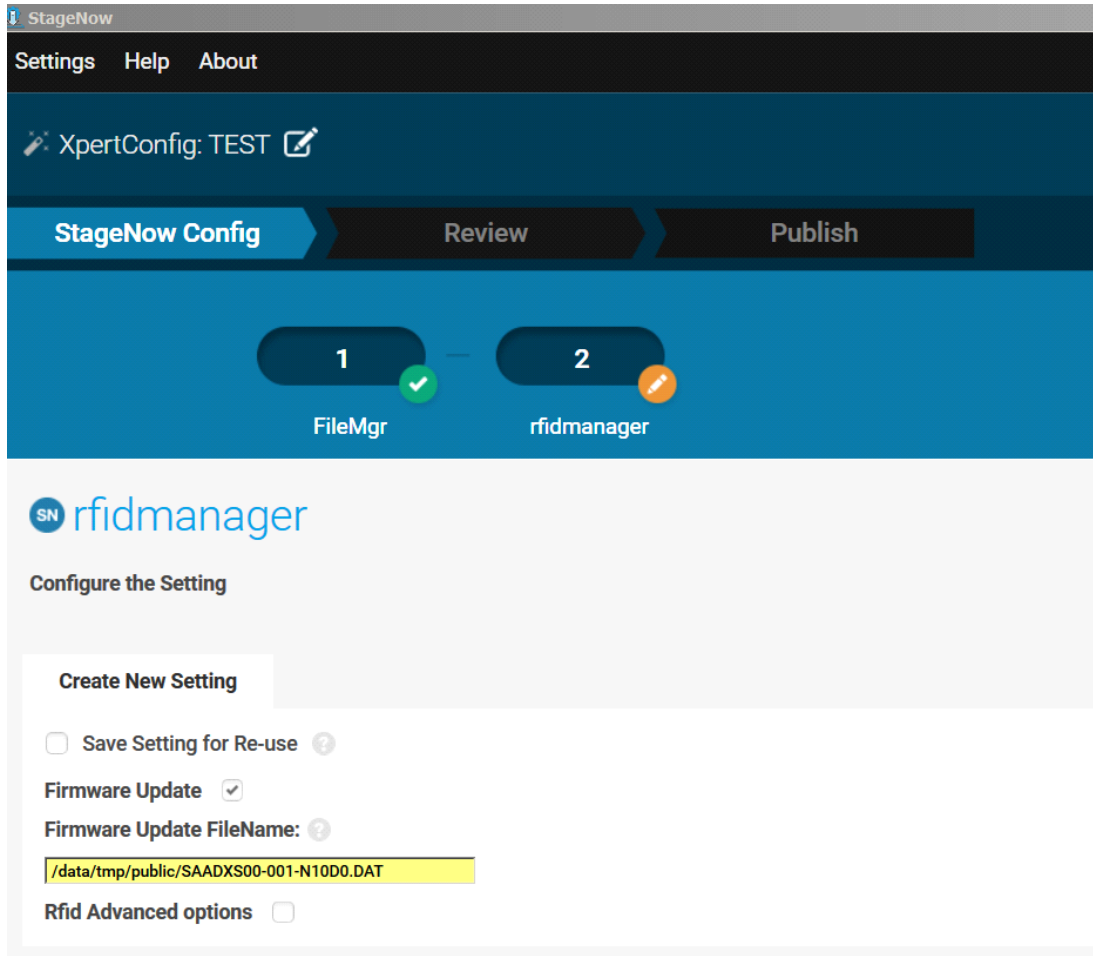 StageNow
Settings Help About
XpertConfig: TEST
StageNow Config Review Publish
1 2
FileMgr rfidmanager
SN rfidmanager
Configure the Setting
Create New Setting
Save Setting for Re-use ?
Firmware Update
Firmware Update FileName: ?
/data/tmp/public/SAADXS00-001-N10D0.DAT
Rfid Advanced options